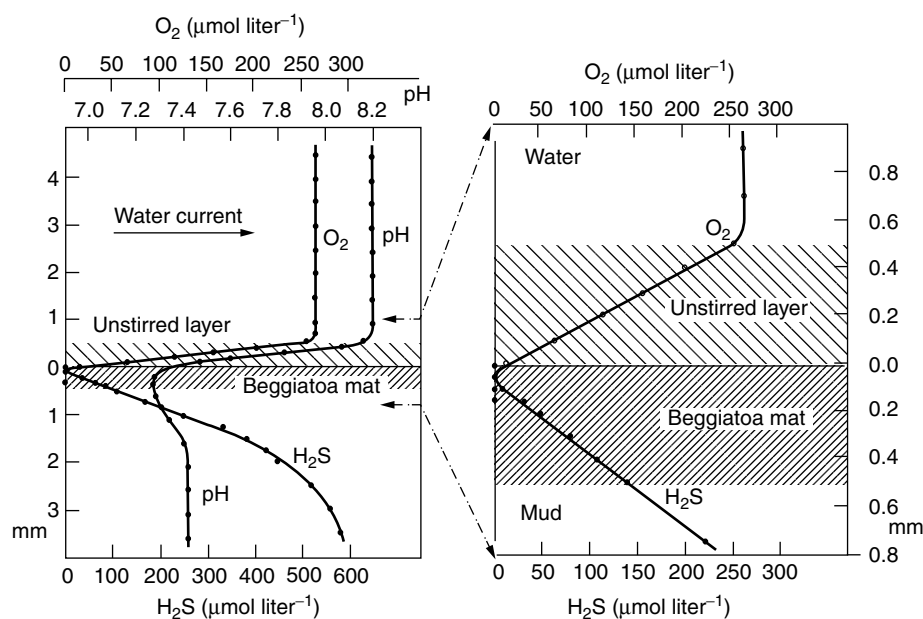 O₂ (μmol liter⁻¹)
0 50 100 150 200 250 300
7.0 7.2 7.4 7.6 7.8 8.0 8.2
pH
4
3
2
1
0
1
2
3
mm
Water current
O₂
pH
Unstirred layer
Beggiatoa mat
H₂S
pH
0 100 200 300 400 500 600
H₂S (μmol liter⁻¹)
O₂ (μmol liter⁻¹)
0 50 100 150 200 250 300
Water
O₂
Unstirred layer
Beggiatoa mat
H₂S
Mud
0.8
0.6
0.4
0.2
0.0
0.2
0.4
0.6
mm
0.8
0 50 100 150 200 250 300
H₂S (μmol liter⁻¹)